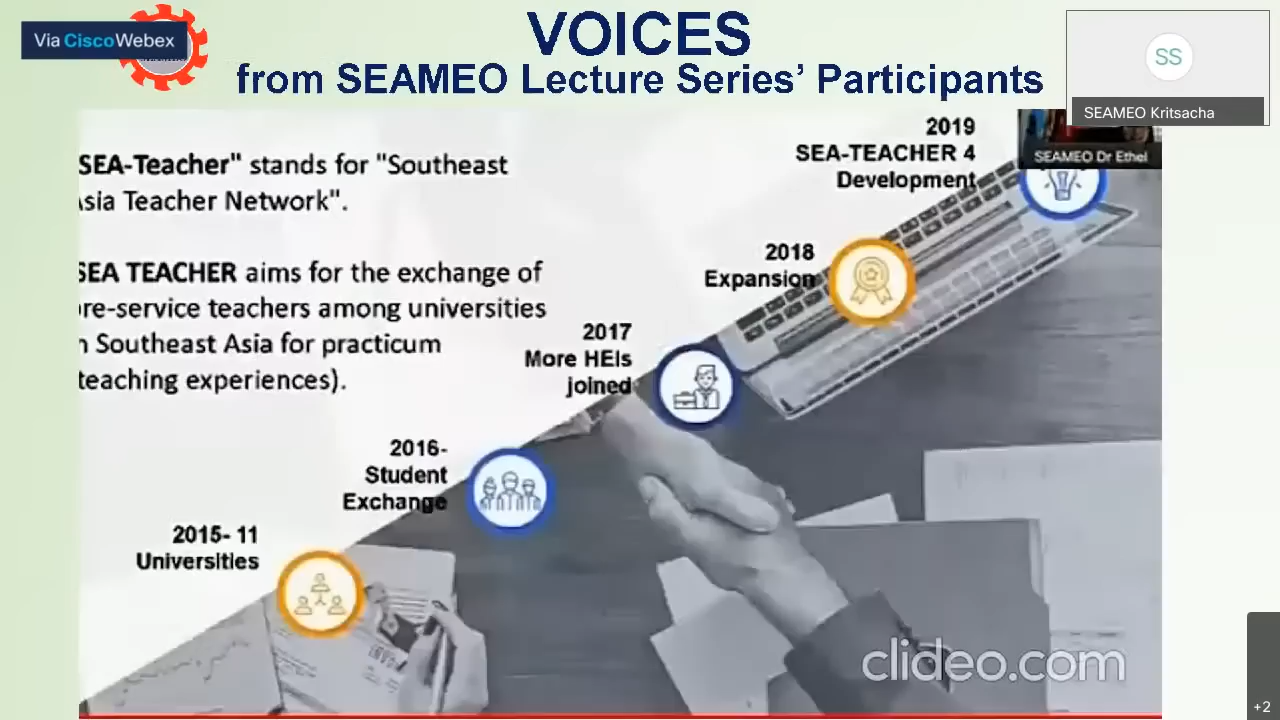 Via CiscoWebex
VOICES
from SEAMEO Lecture Series’ Participants
SS
SEAMEO Kritsacha
SEAMEO Dr Ethel
SEA-Teacher" stands for "Southeast
sia Teacher Network".
SEA TEACHER aims for the exchange of
re-service teachers among universities
n Southeast Asia for practicum
teaching experiences).
2019
SEA-TEACHER 4
Development
2018
Expansion
2017
More HEIs
joined
2016-
Student
Exchange
2015- 11
Universities
clideo.com
+2